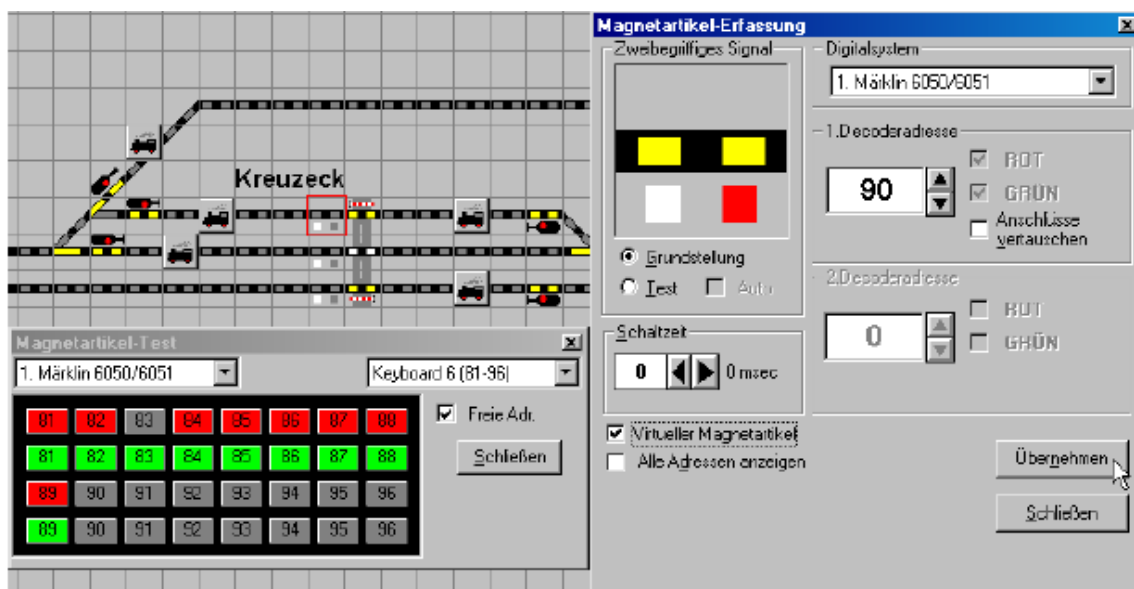 Kreuzeck
Magnetartikel-Test
1. Märklin 6050/6051
Keyboard 6 (81-96)
81 82 83 84 85 86 87 88
81 82 83 84 85 86 87 88
89 90 91 92 93 94 95 96
89 90 91 92 93 94 95 96
Freie Adr.
Schließen
Magnetartikel-Erfassung
Zweibegriffiges Signal
Grundstellung
Test
Auto
Schaltzeit
0
0 msec
Virtueller Magnetartikel
Alle Adressen anzeigen
Digitalsystem
1. Märklin 6050/6051
1.Decoderadresse
90
ROT
GRÜN
Anschlüsse
vertauschen
2.Decoderadresse
0
ROT
GRÜN
Übernehmen
Schließen